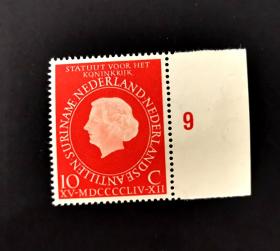 STATUUT VOOR HET
KONINKRIJK
SURINAME NEDERLAND NEDERLANDSE ANTILLEN
10 C
XV-MDCCCCLIV-XII
9